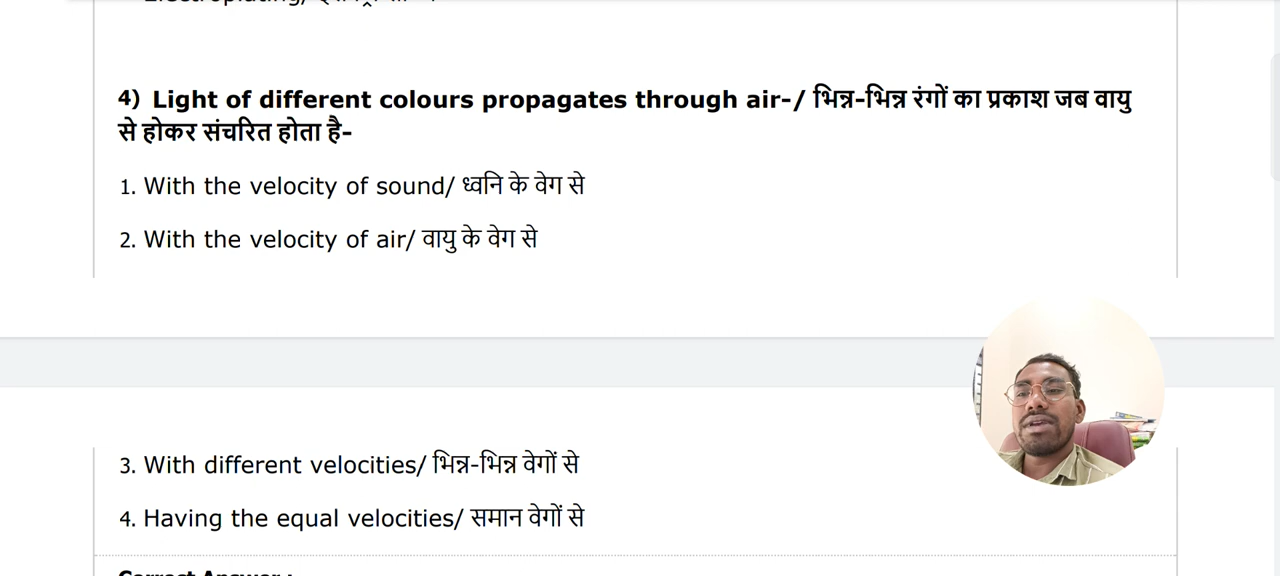 4) Light of different colours propagates through air-/ भिन्न-भिन्न रंगों का प्रकाश जब वायु
से होकर संचरित होता है-
1. With the velocity of sound/ ध्वनि के वेग से
2. With the velocity of air/ वायु के वेग से
3. With different velocities/ भिन्न-भिन्न वेगों से
4. Having the equal velocities/ समान वेगों से